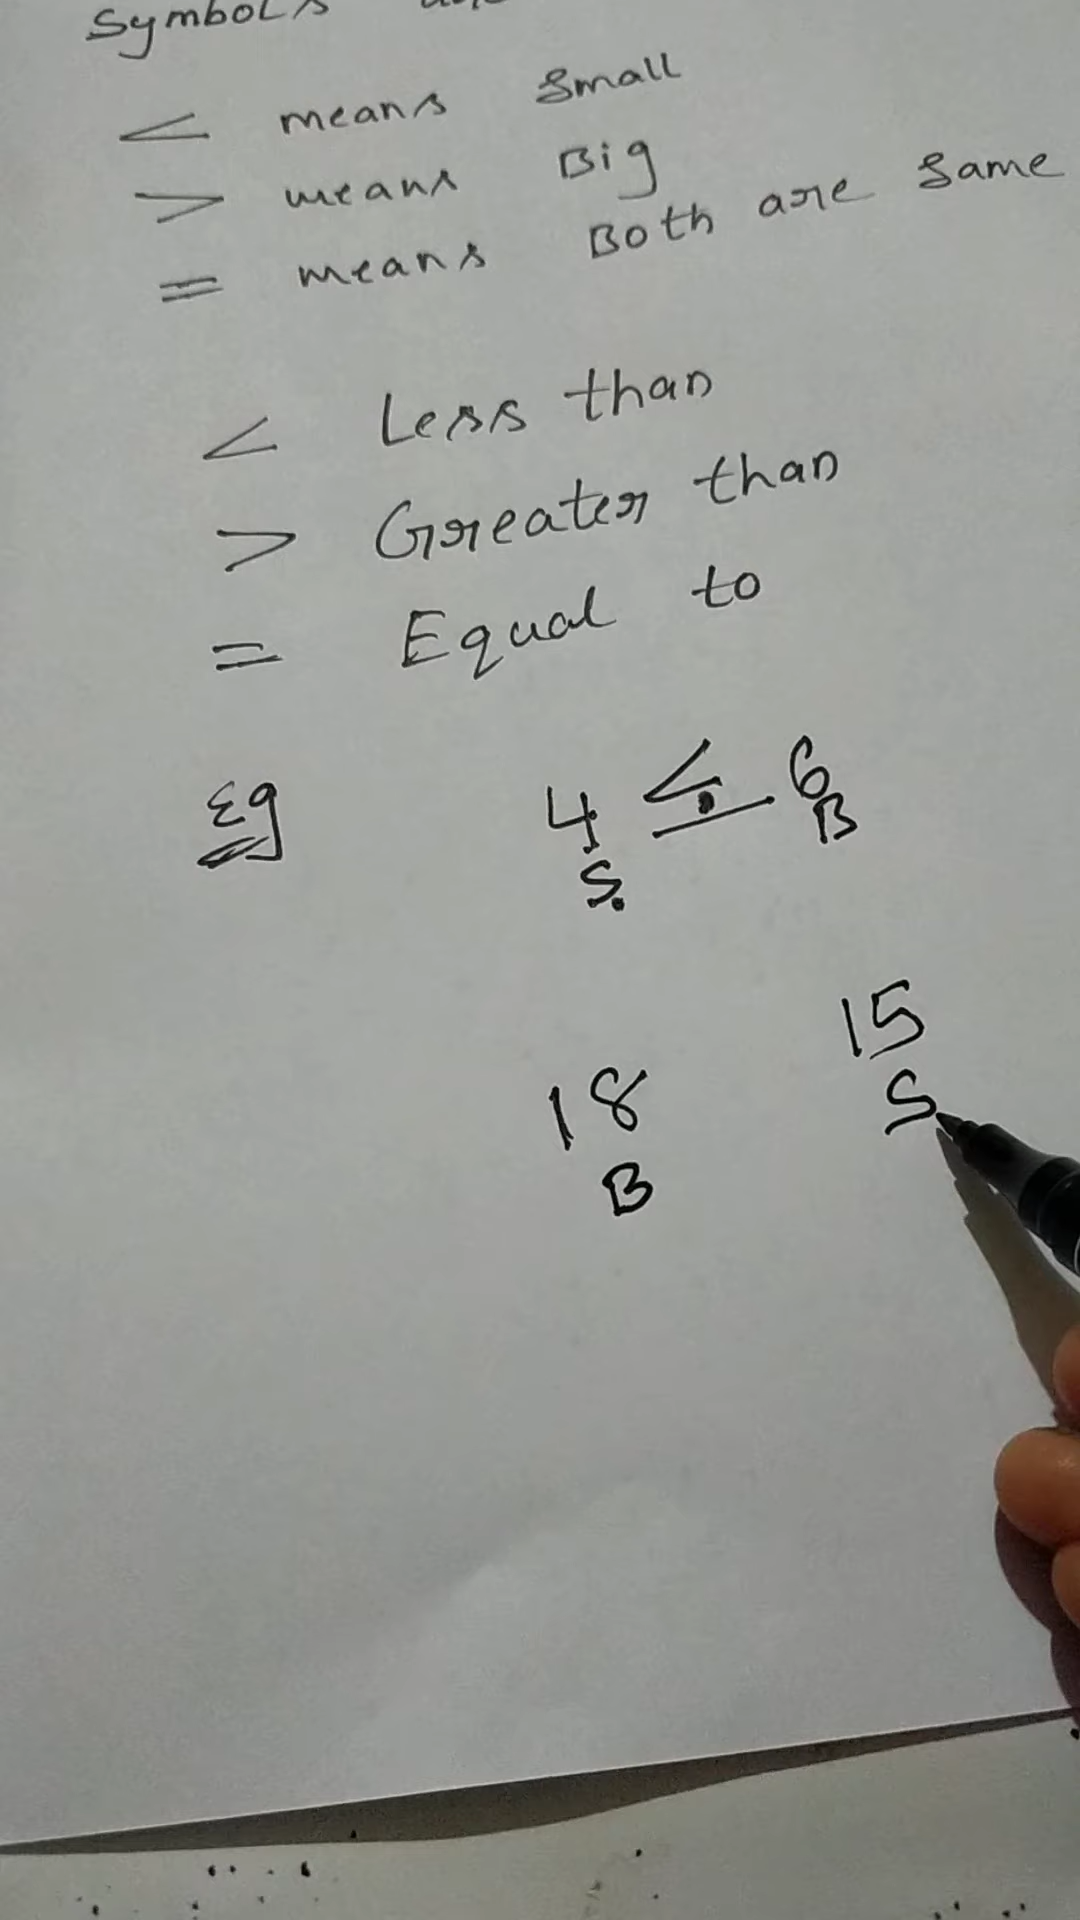 Symbols
< means Small
> means Big
= means Both are Same
< Less than
> Greater than
= Equal to
Eg 4 < 6
S. B
18 15
B S